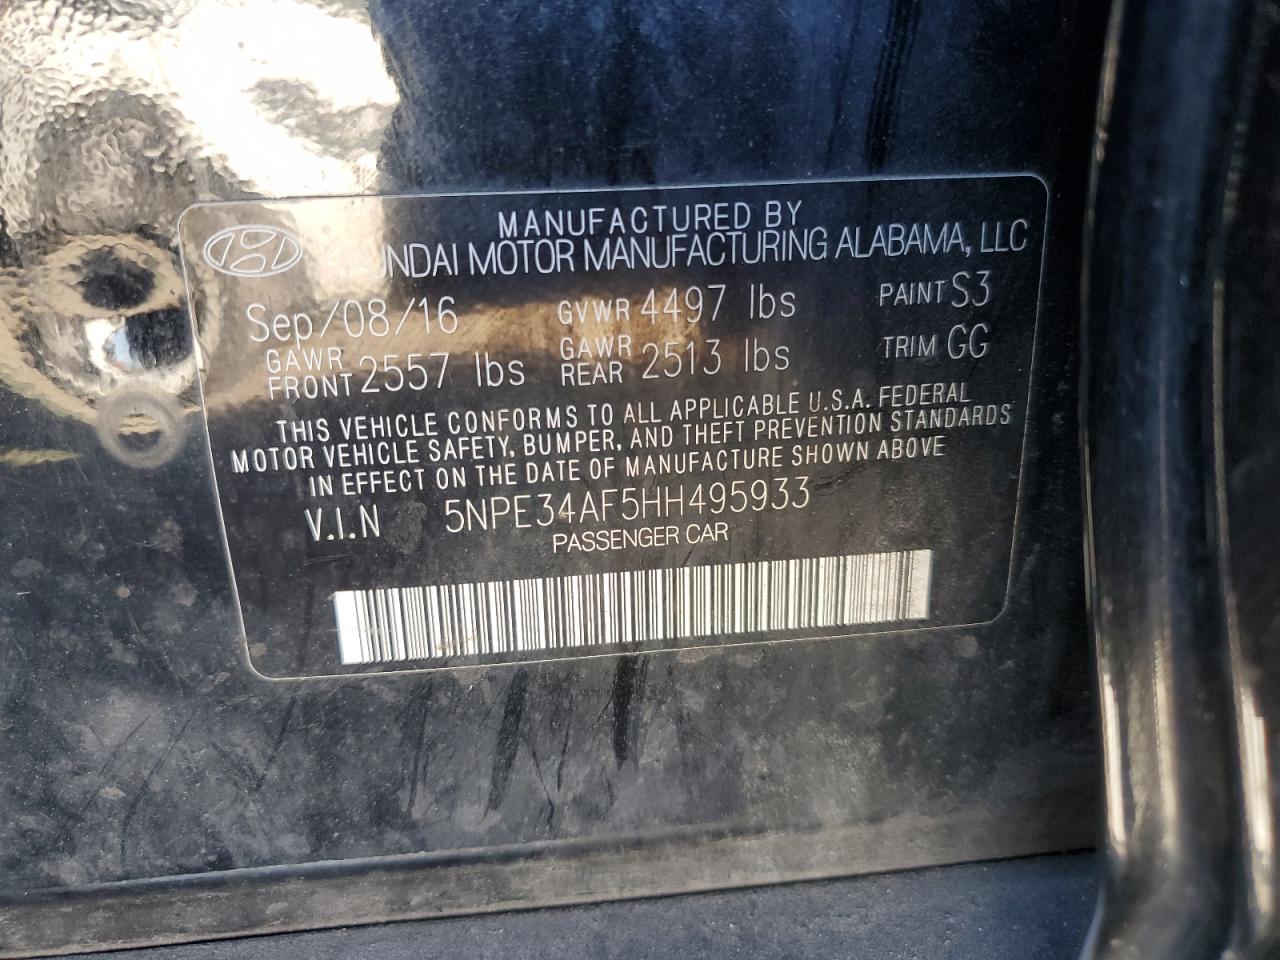 MANUFACTURED BY
HYUNDAI MOTOR MANUFACTURING ALABAMA, LLC
Sep/08/16 GVWR 4497 lbs PAINT S3
GAWR FRONT 2557 lbs GAWR REAR 2513 lbs TRIM GG
THIS VEHICLE CONFORMS TO ALL APPLICABLE U.S.A. FEDERAL
MOTOR VEHICLE SAFETY, BUMPER, AND THEFT PREVENTION STANDARDS
IN EFFECT ON THE DATE OF MANUFACTURE SHOWN ABOVE
V.I.N 5NPE34AF5HH495933
PASSENGER CAR